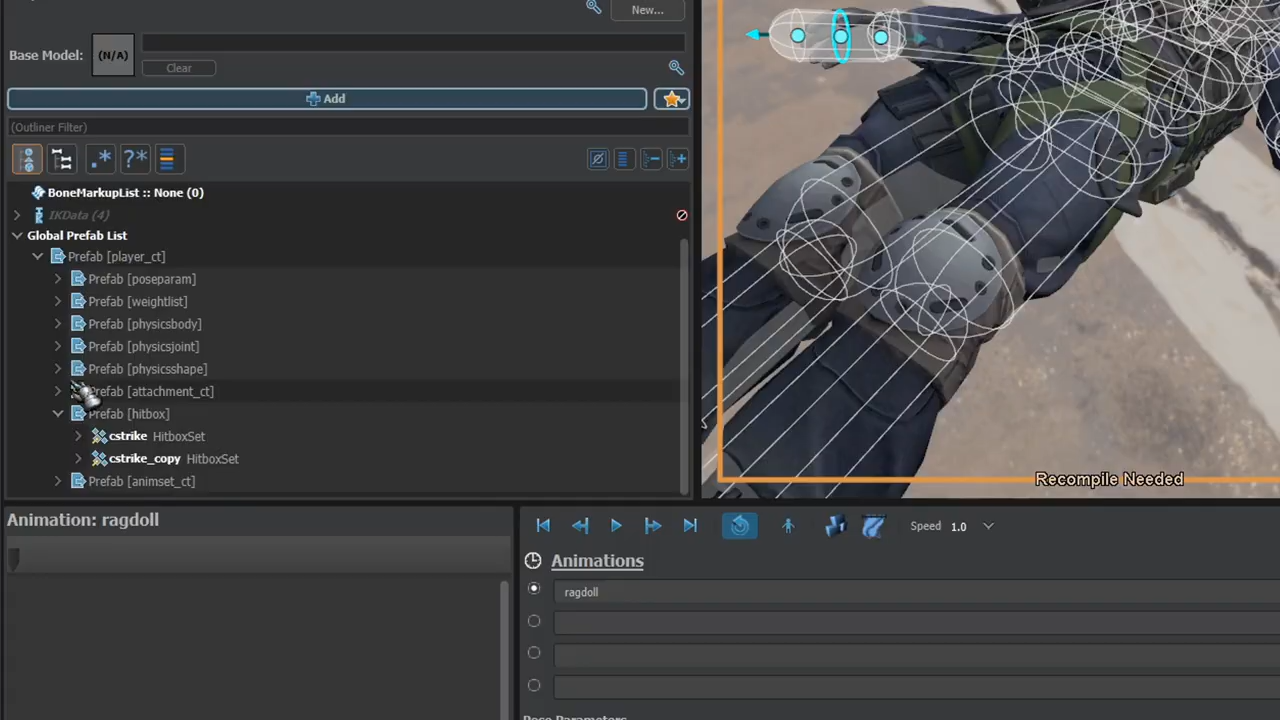 New...
Base Model:
(N/A)
Clear
Add
(Outliner Filter)
.* ?*
BoneMarkupList :: None (0)
IKData (4)
Global Prefab List
Prefab [player_ct]
Prefab [poseparam]
Prefab [weightlist]
Prefab [physicsbody]
Prefab [physicsjoint]
Prefab [physicsshape]
Prefab [attachment_ct]
Prefab [hitbox]
cstrike HitboxSet
cstrike_copy HitboxSet
Prefab [animset_ct]
Recompile Needed
Animation: ragdoll
Speed 1.0
Animations
ragdoll
Pose Parameters